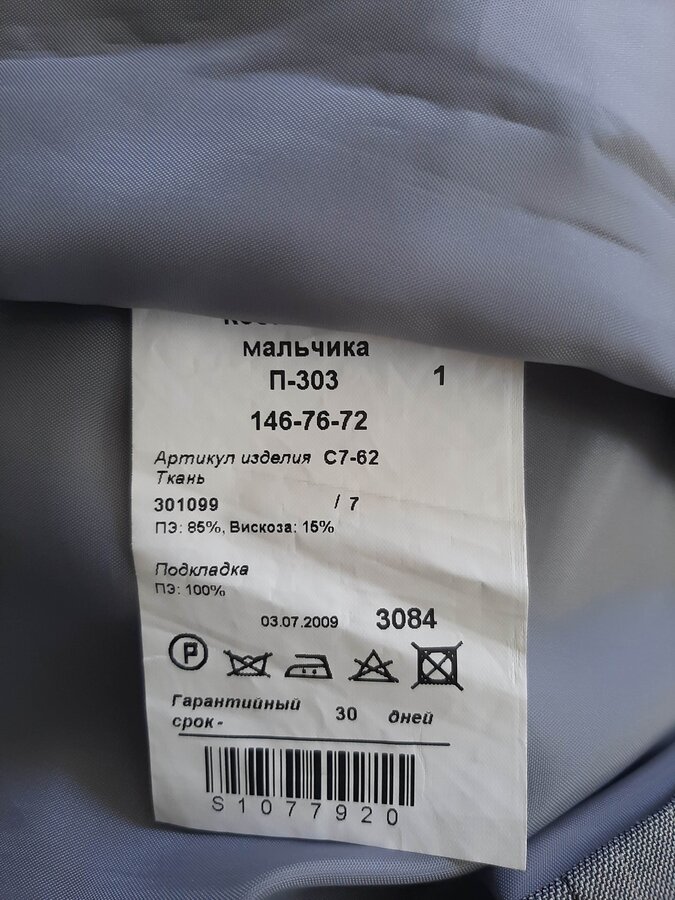 мальчика
П-303 1
146-76-72
Артикул изделия С7-62
Ткань
301099 / 7
ПЭ: 85%, Вискоза: 15%
Подкладка
ПЭ: 100%
03.07.2009 3084
P
Гарантийный
срок- 30 дней
S1077920